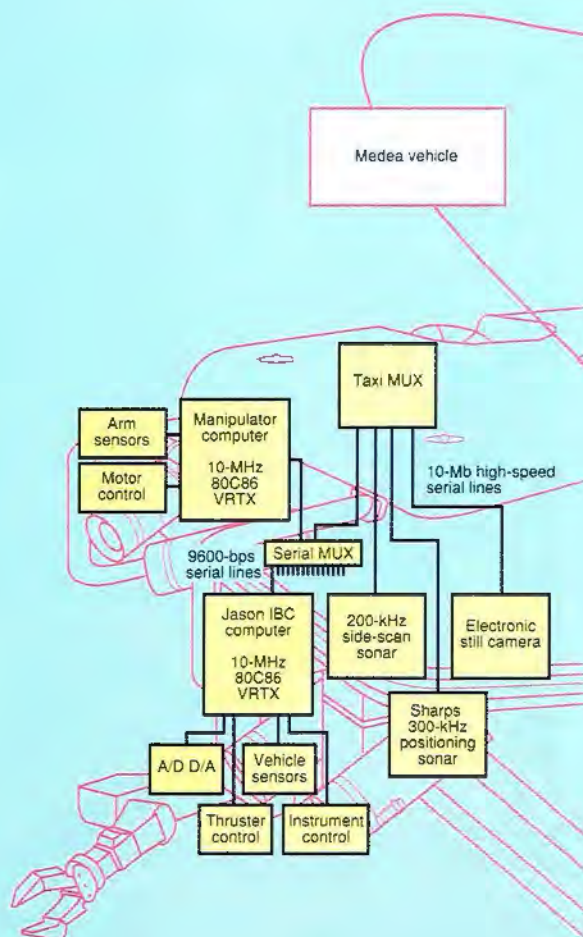 Medea vehicle
Taxi MUX
Arm
sensors
Manipulator
computer
10-MHz
80C86
VRTX
Motor
control
10-Mb high-speed
serial lines
9600-bps
serial lines
Serial MUX
Jason IBC
computer
10-MHz
80C86
VRTX
200-kHz
side-scan
sonar
Electronic
still camera
Sharps
300-kHz
positioning
sonar
A/D D/A
Vehicle
sensors
Thruster
control
Instrument
control